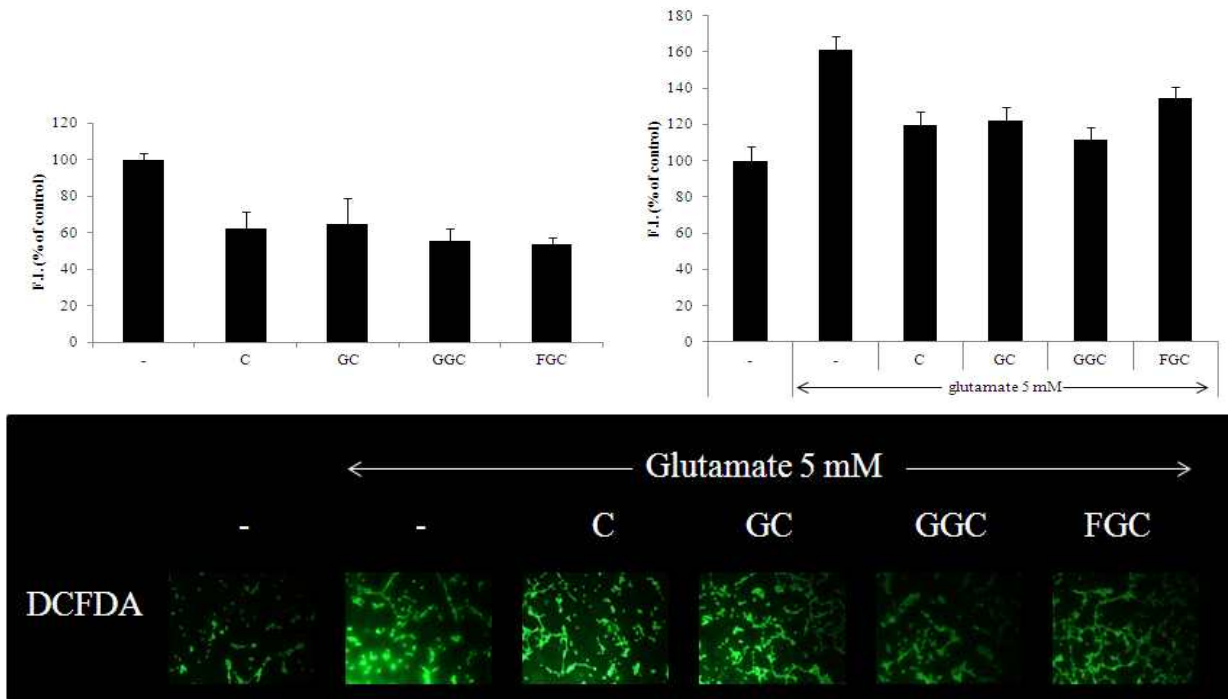 F.I. (% of control)
120
100
80
60
40
20
0
- C GC GGC FGC
F.I. (% of control)
180
160
140
120
100
80
60
40
20
0
- - C GC GGC FGC
glutamate 5 mM
Glutamate 5 mM
- - C GC GGC FGC
DCFDA